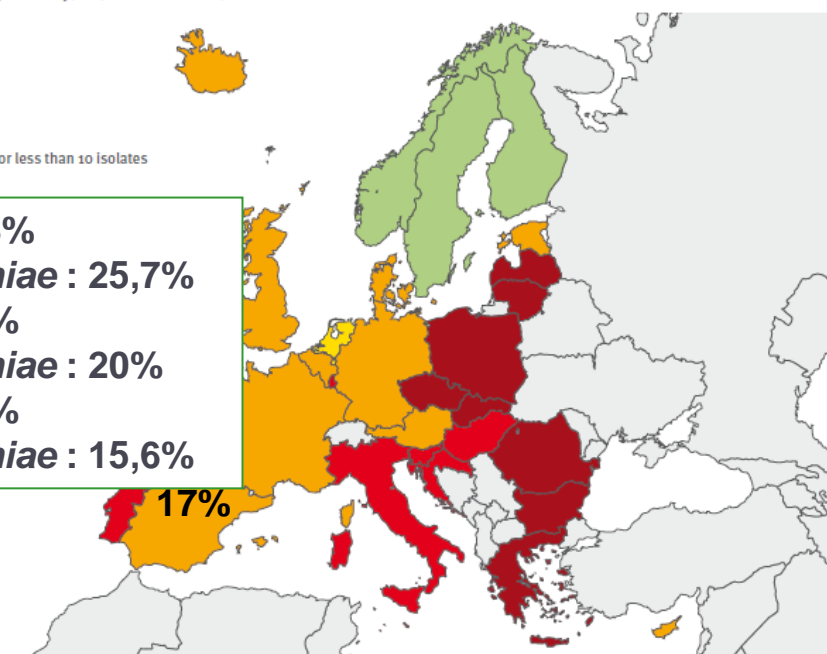 or less than 10 isolates
%
niae : 25,7%
%
niae : 20%
%
niae : 15,6%
17%